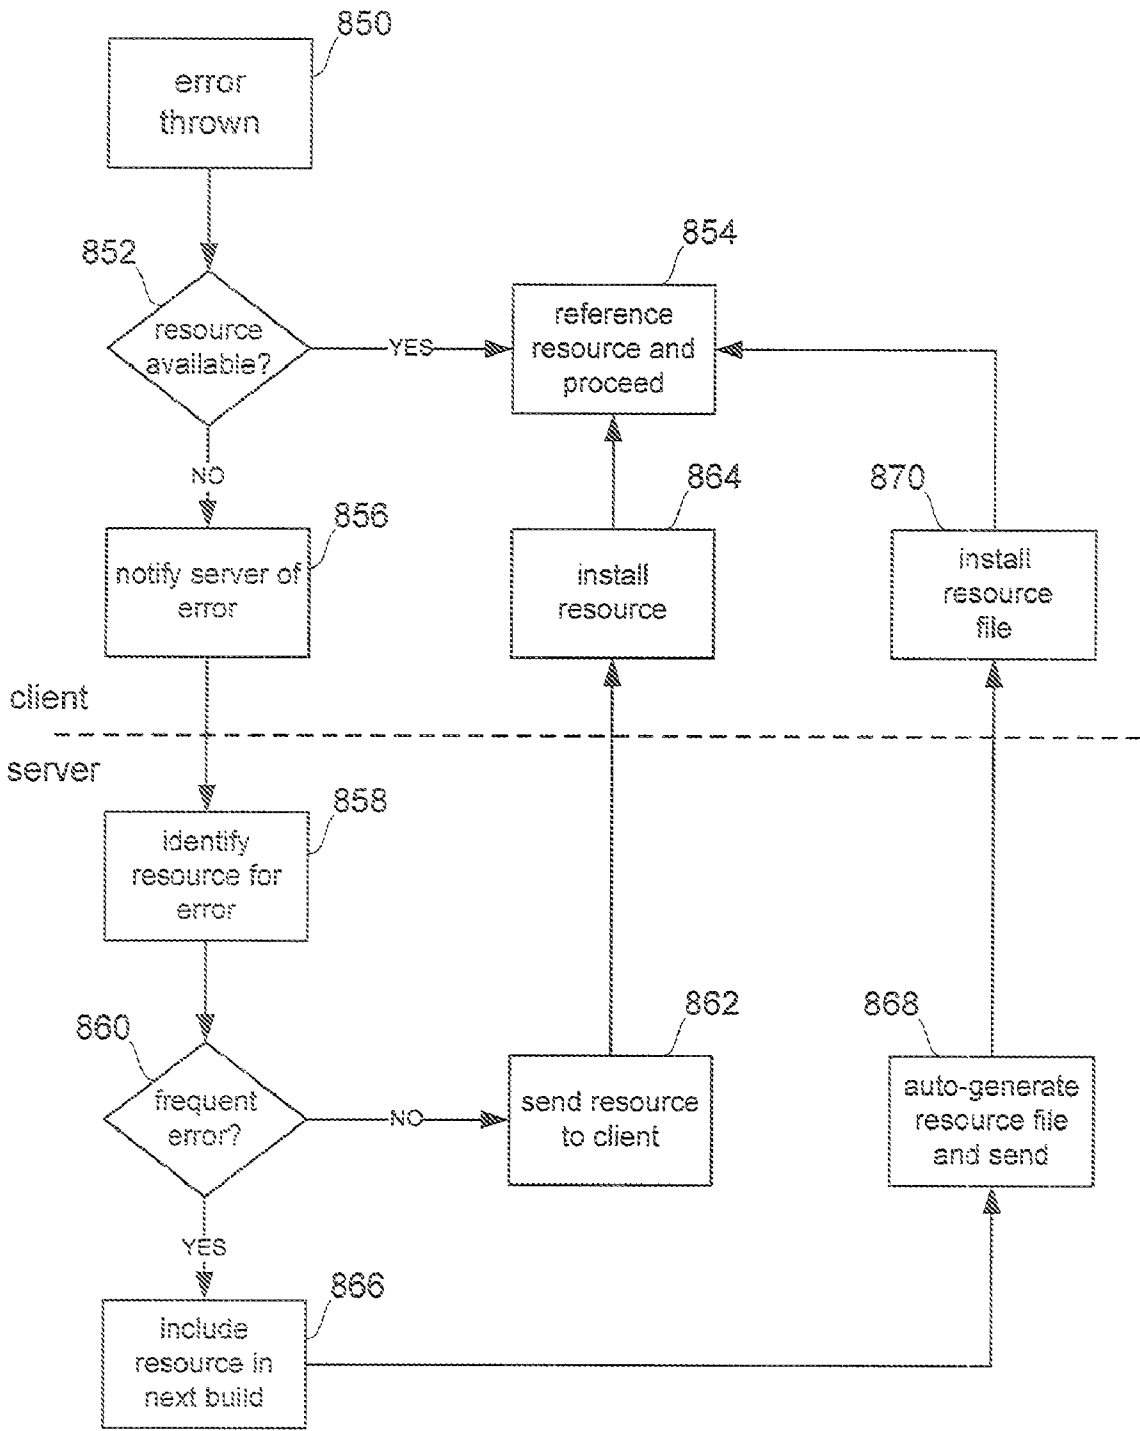 850
error
thrown
852
resource
available?
YES
854
reference
resource and
proceed
NO
856
notify server of
error
864
install
resource
870
install
resource
file
client
server
858
identify
resource for
error
860
frequent
error?
NO
862
send resource
to client
868
auto-generate
resource file
and send
YES
866
include
resource in
next build